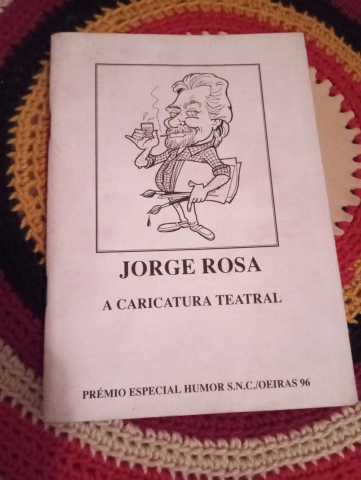 JORGE ROSA
A CARICATURA TEATRAL
PRÉMIO ESPECIAL HUMOR S.N.C./OEIRAS 96